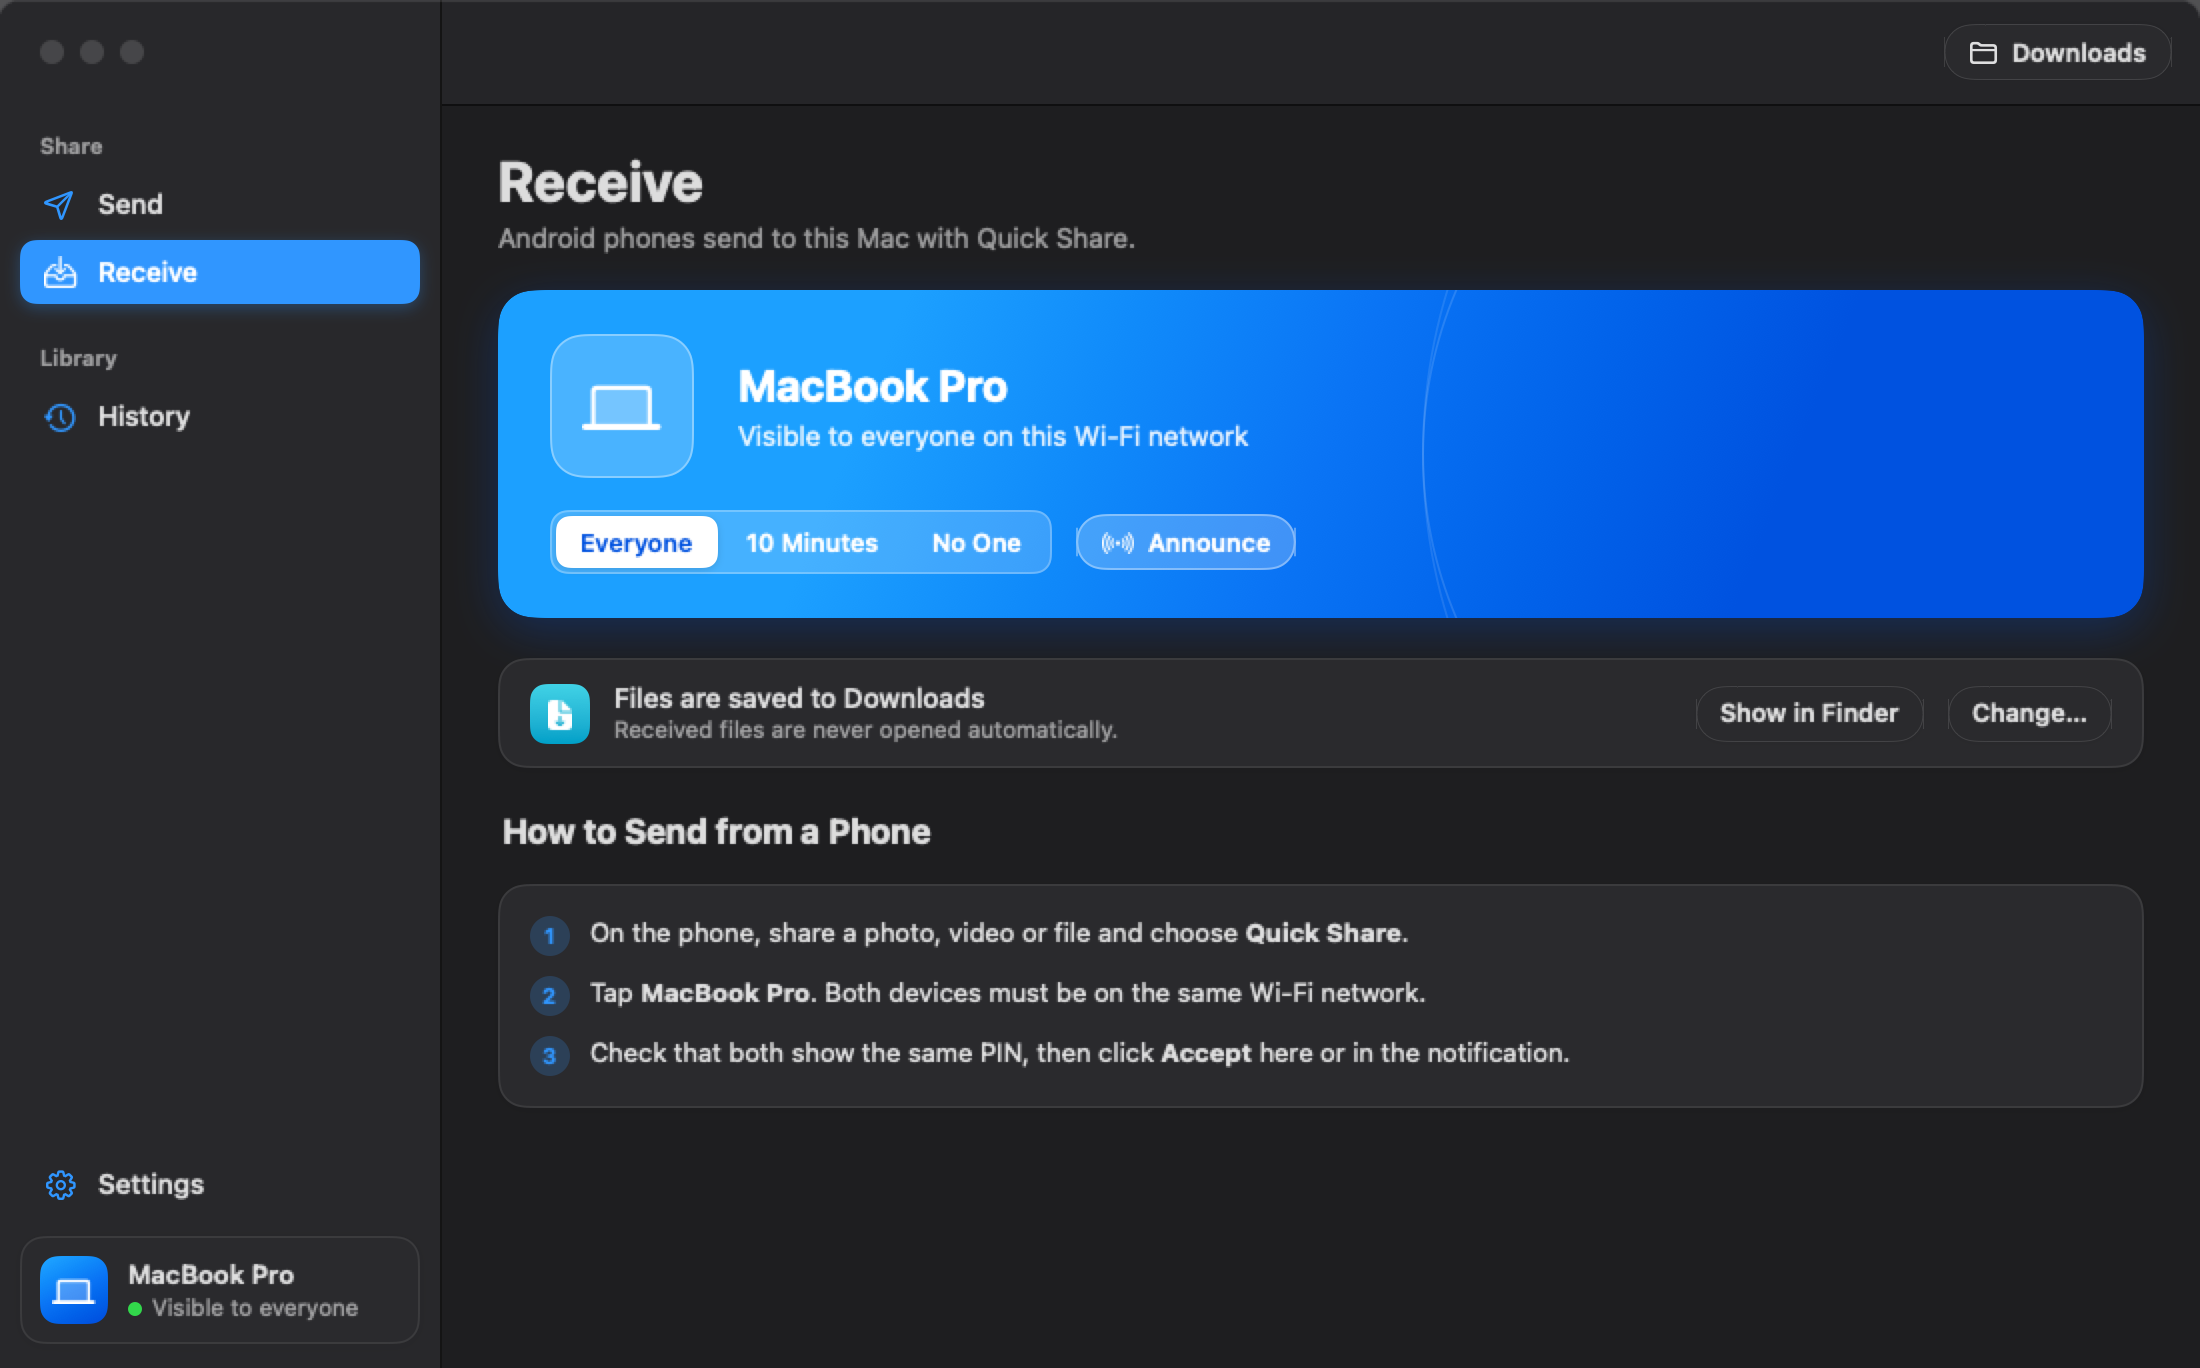 Downloads
Share
Send
Receive
Library
History
Settings
MacBook Pro
Visible to everyone
Receive
Android phones send to this Mac with Quick Share.
MacBook Pro
Visible to everyone on this Wi-Fi network
Everyone 10 Minutes No One Announce
Files are saved to Downloads
Received files are never opened automatically.
Show in Finder Change...
How to Send from a Phone
1 On the phone, share a photo, video or file and choose Quick Share.
2 Tap MacBook Pro. Both devices must be on the same Wi-Fi network.
3 Check that both show the same PIN, then click Accept here or in the notification.